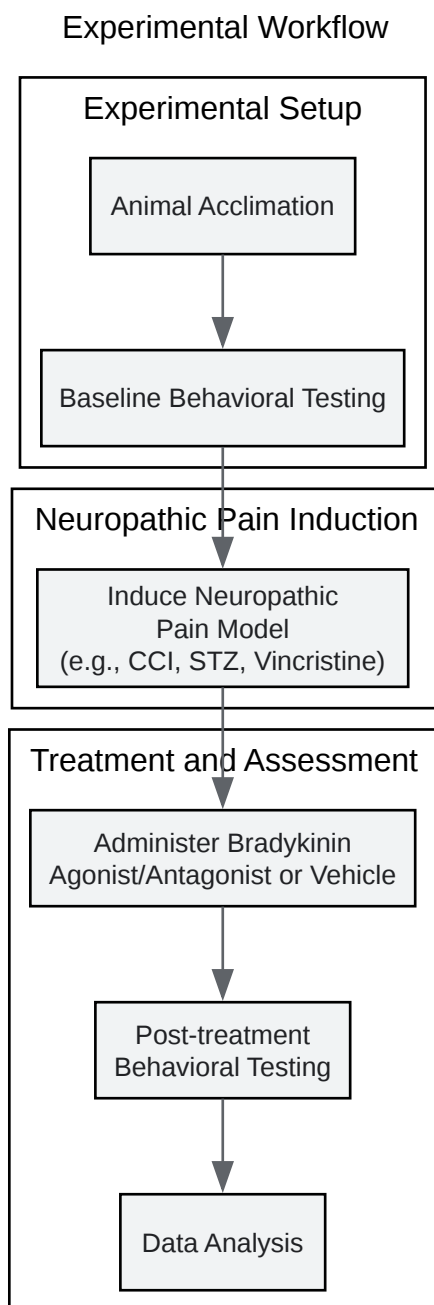 Experimental Workflow
Experimental Setup
Animal Acclimation
Baseline Behavioral Testing
Neuropathic Pain Induction
Induce Neuropathic
Pain Model
(e.g., CCI, STZ, Vincristine)
Treatment and Assessment
Administer Bradykinin
Agonist/Antagonist or Vehicle
Post-treatment
Behavioral Testing
Data Analysis